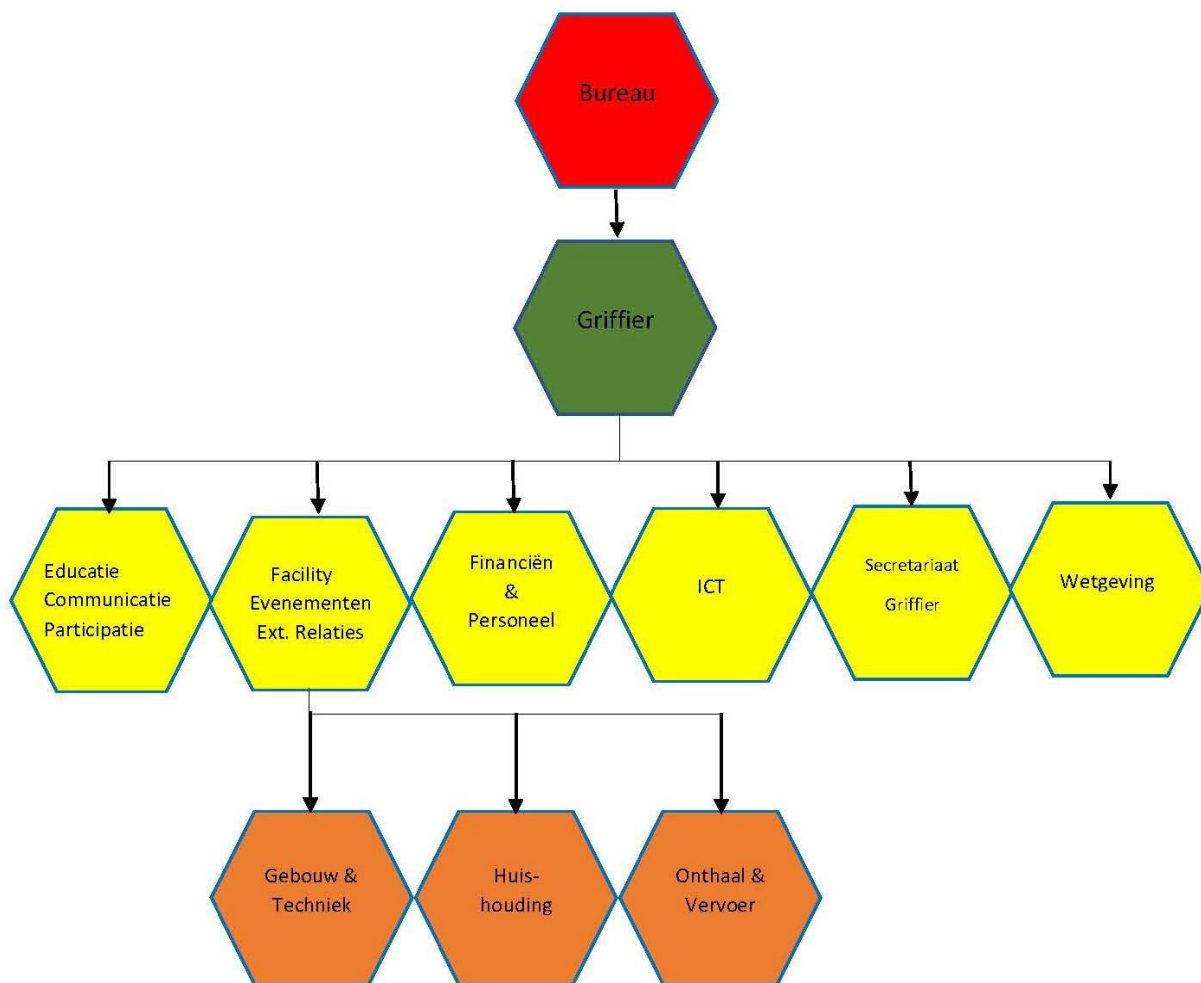 Bureau
Griffier
Educatie
Communicatie
Participatie
Facility
Evenementen
Ext. Relaties
Financiën
&
Personeel
ICT
Secretariaat
Griffier
Wetgeving
Gebouw &
Techniek
Huis-
houding
Onthaal &
Vervoer